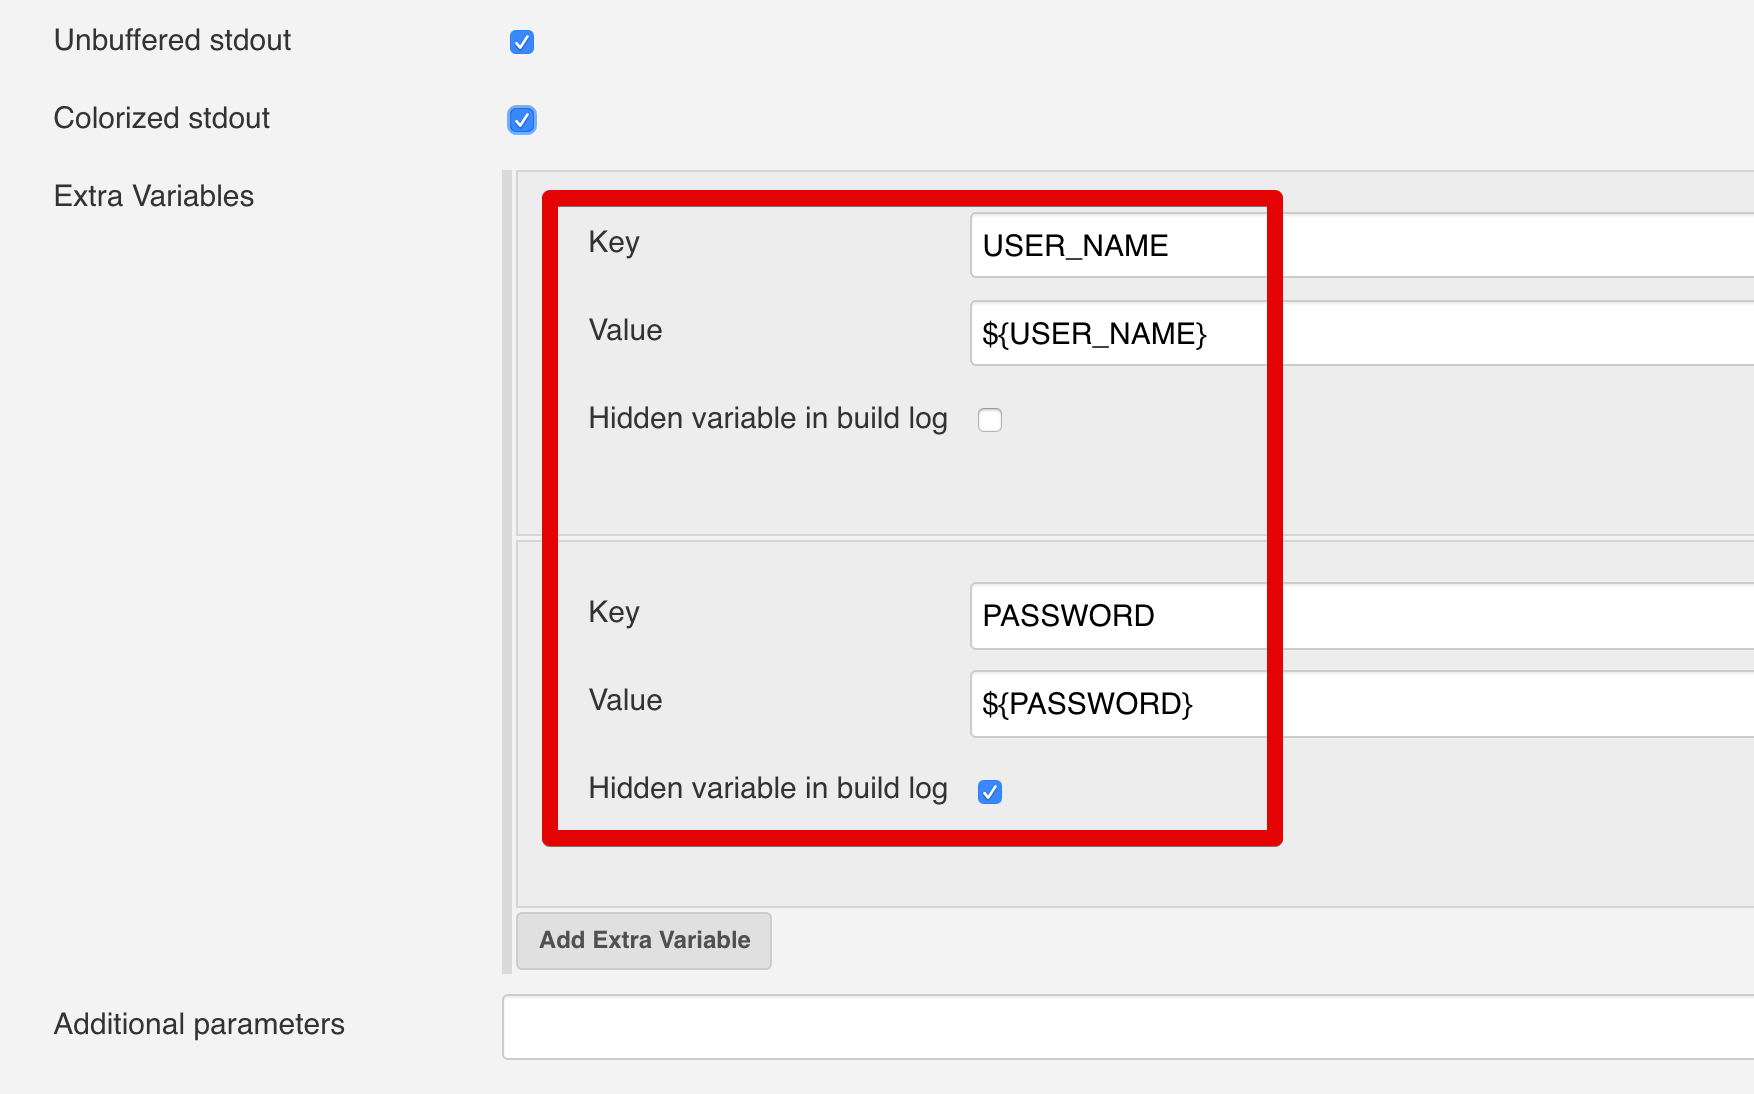 Unbuffered stdout
Colorized stdout
Extra Variables
Key USER_NAME
Value ${USER_NAME}
Hidden variable in build log
Key PASSWORD
Value ${PASSWORD}
Hidden variable in build log
Add Extra Variable
Additional parameters